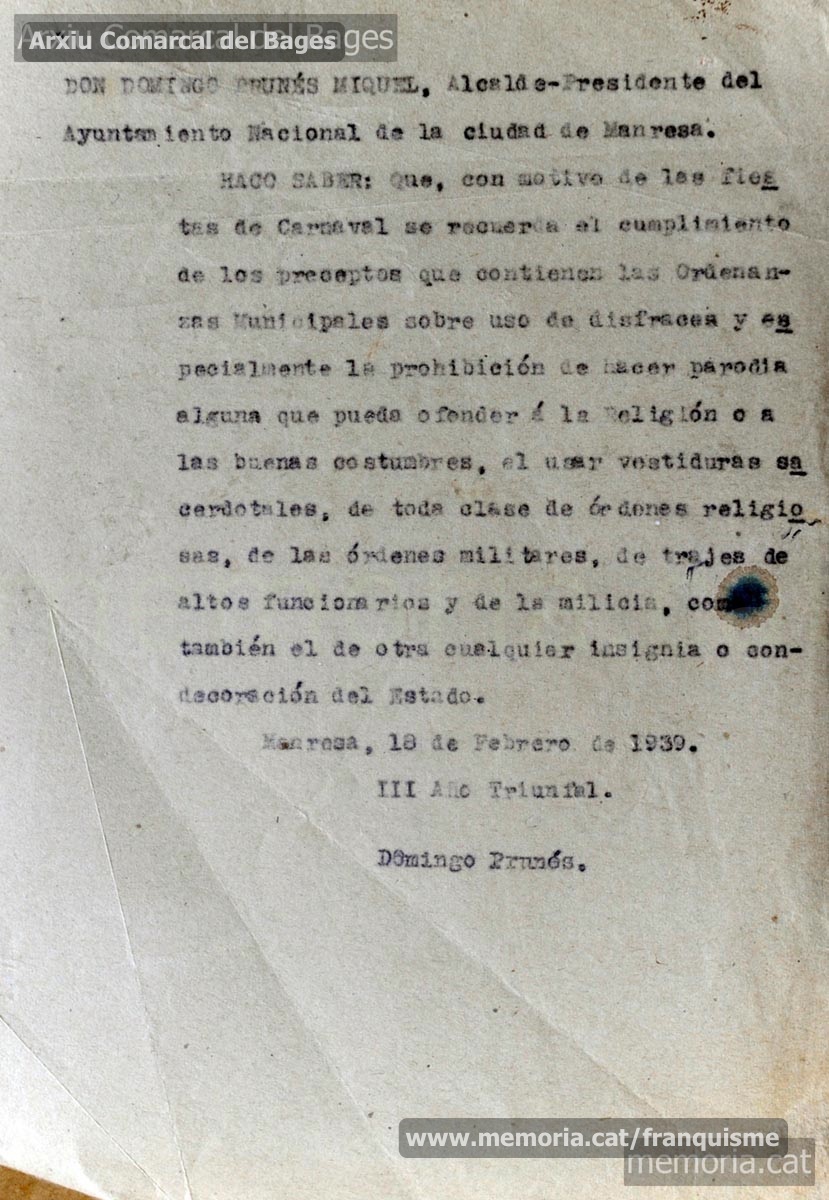 Arxiu Comarcal del Bages
Arxiu Comarcal del Bages
DON DOMINGO PRUNÉS MIQUEL, Alcalde-Presidente del
Ayuntamiento Nacional de la ciudad de Manresa.
HAGO SABER: Que, con motivo de las fies
tas de Carnaval se recuerda el cumplimiento
de los preceptos que contienen las Ordenan-
zas Municipales sobre uso de disfraces y es
pecialmente la prohibición de hacer parodia
alguna que pueda ofender á la Religión o a
las buenas costumbres, el usar vestiduras sa
cerdotales, de toda clase de órdenes religio
sas, de las órdenes militares, de trajes de
altos funcionarios y de la milicia, como
también el de otra cualquier insignia o con-
decoración del Estado.
Manresa, 18 de Febrero de 1939.
III Año Triunfal.
DOmingo Prunés.
www.memoria.cat/franquisme
memoria.cat